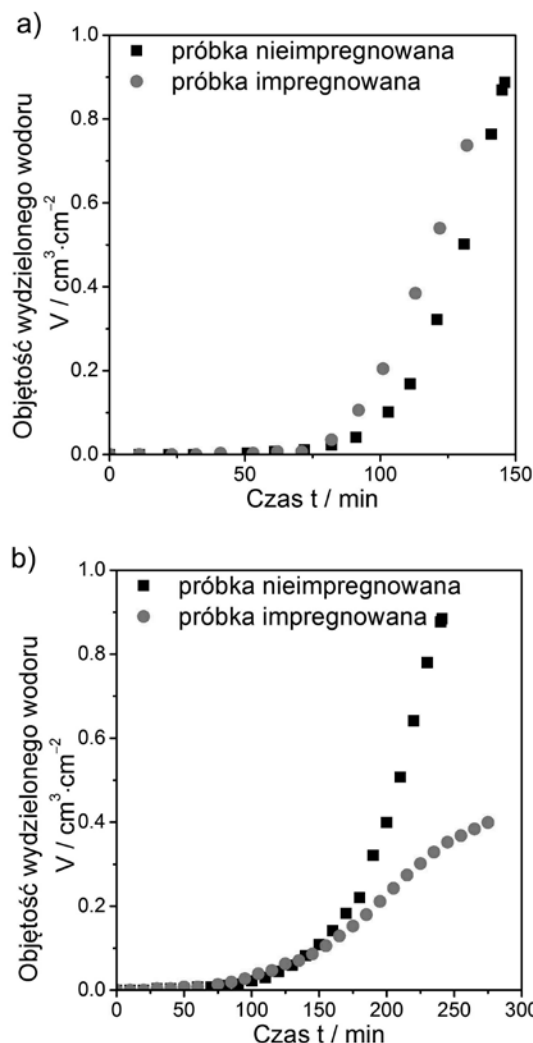 a)
próbka nieimpregnowana
próbka impregnowana
Objętość wydzielonego wodoru
V / cm³·cm⁻²
1.0
0.8
0.6
0.4
0.2
0.0
0 50 100 150
Czas t / min
b)
próbka nieimpregnowana
próbka impregnowana
Objętość wydzielonego wodoru
V / cm³·cm⁻²
1.0
0.8
0.6
0.4
0.2
0.0
0 50 100 150 200 250 300
Czas t / min